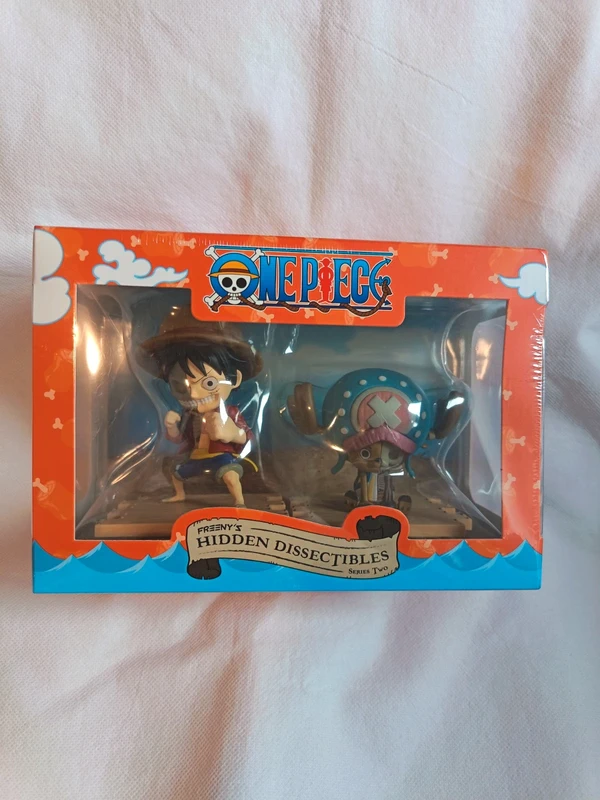 ONE PIECE
FREENY'S
HIDDEN DISSECTIBLES
SERIES TWO